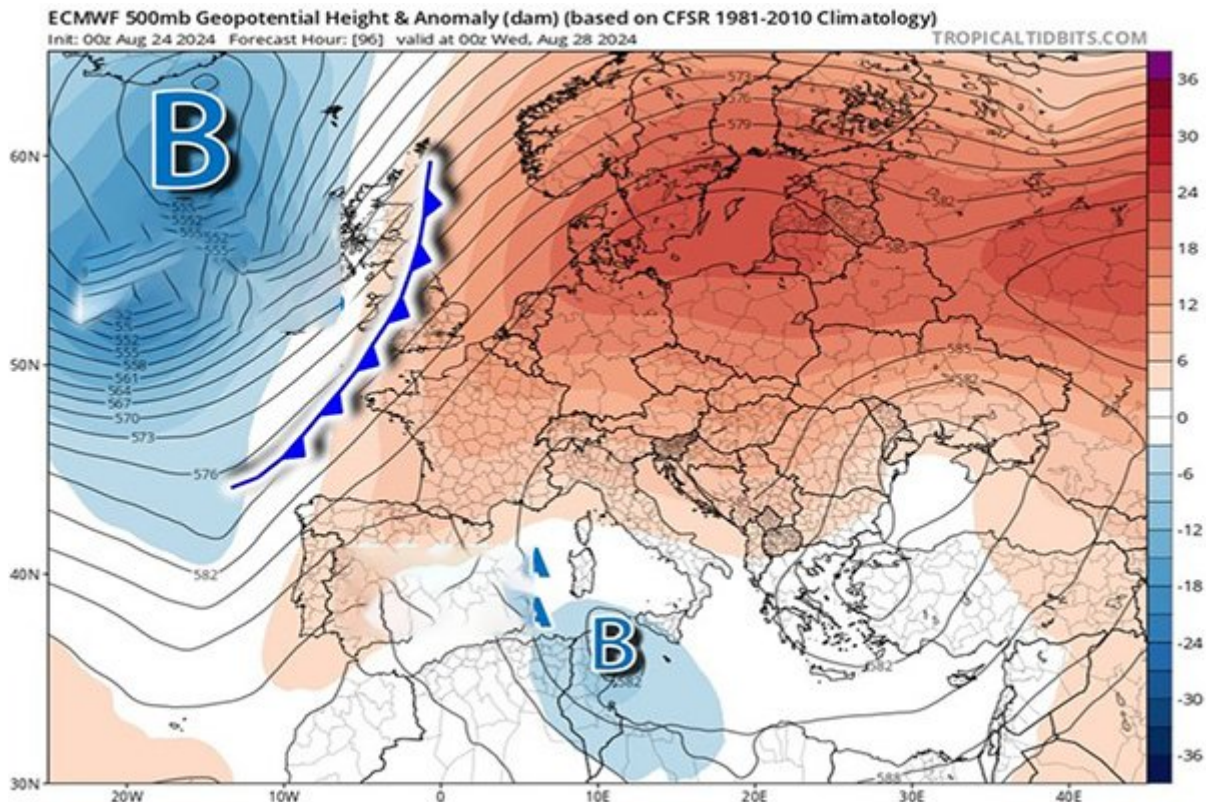 ECMWF 500mb Geopotential Height & Anomaly (dam) (based on CFSR 1981-2010 Climatology)
Init: 00z Aug 24 2024 Forecast Hour: [96] valid at 00z Wed, Aug 28 2024 TROPICALTIDBITS.COM
B
573
576
579
582
552
555
552
555
558
561
564
567
570
573
576
582
585
582
582
B
588
60N
50N
40N
30N
20W
10W
0
10E
20E
30E
40E
36
30
24
18
12
6
0
-6
-12
-18
-24
-30
-36